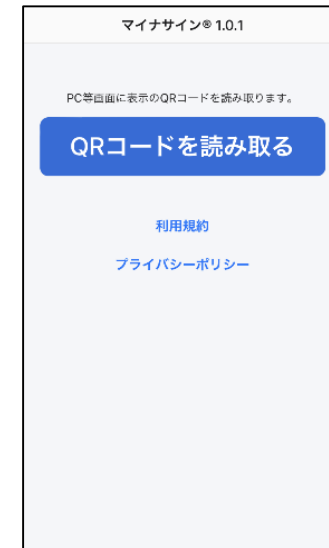 マイナサイン® 1.0.1
PC等画面に表示のQRコードを読み取ります。
QRコードを読み取る
利用規約
プライバシーポリシー